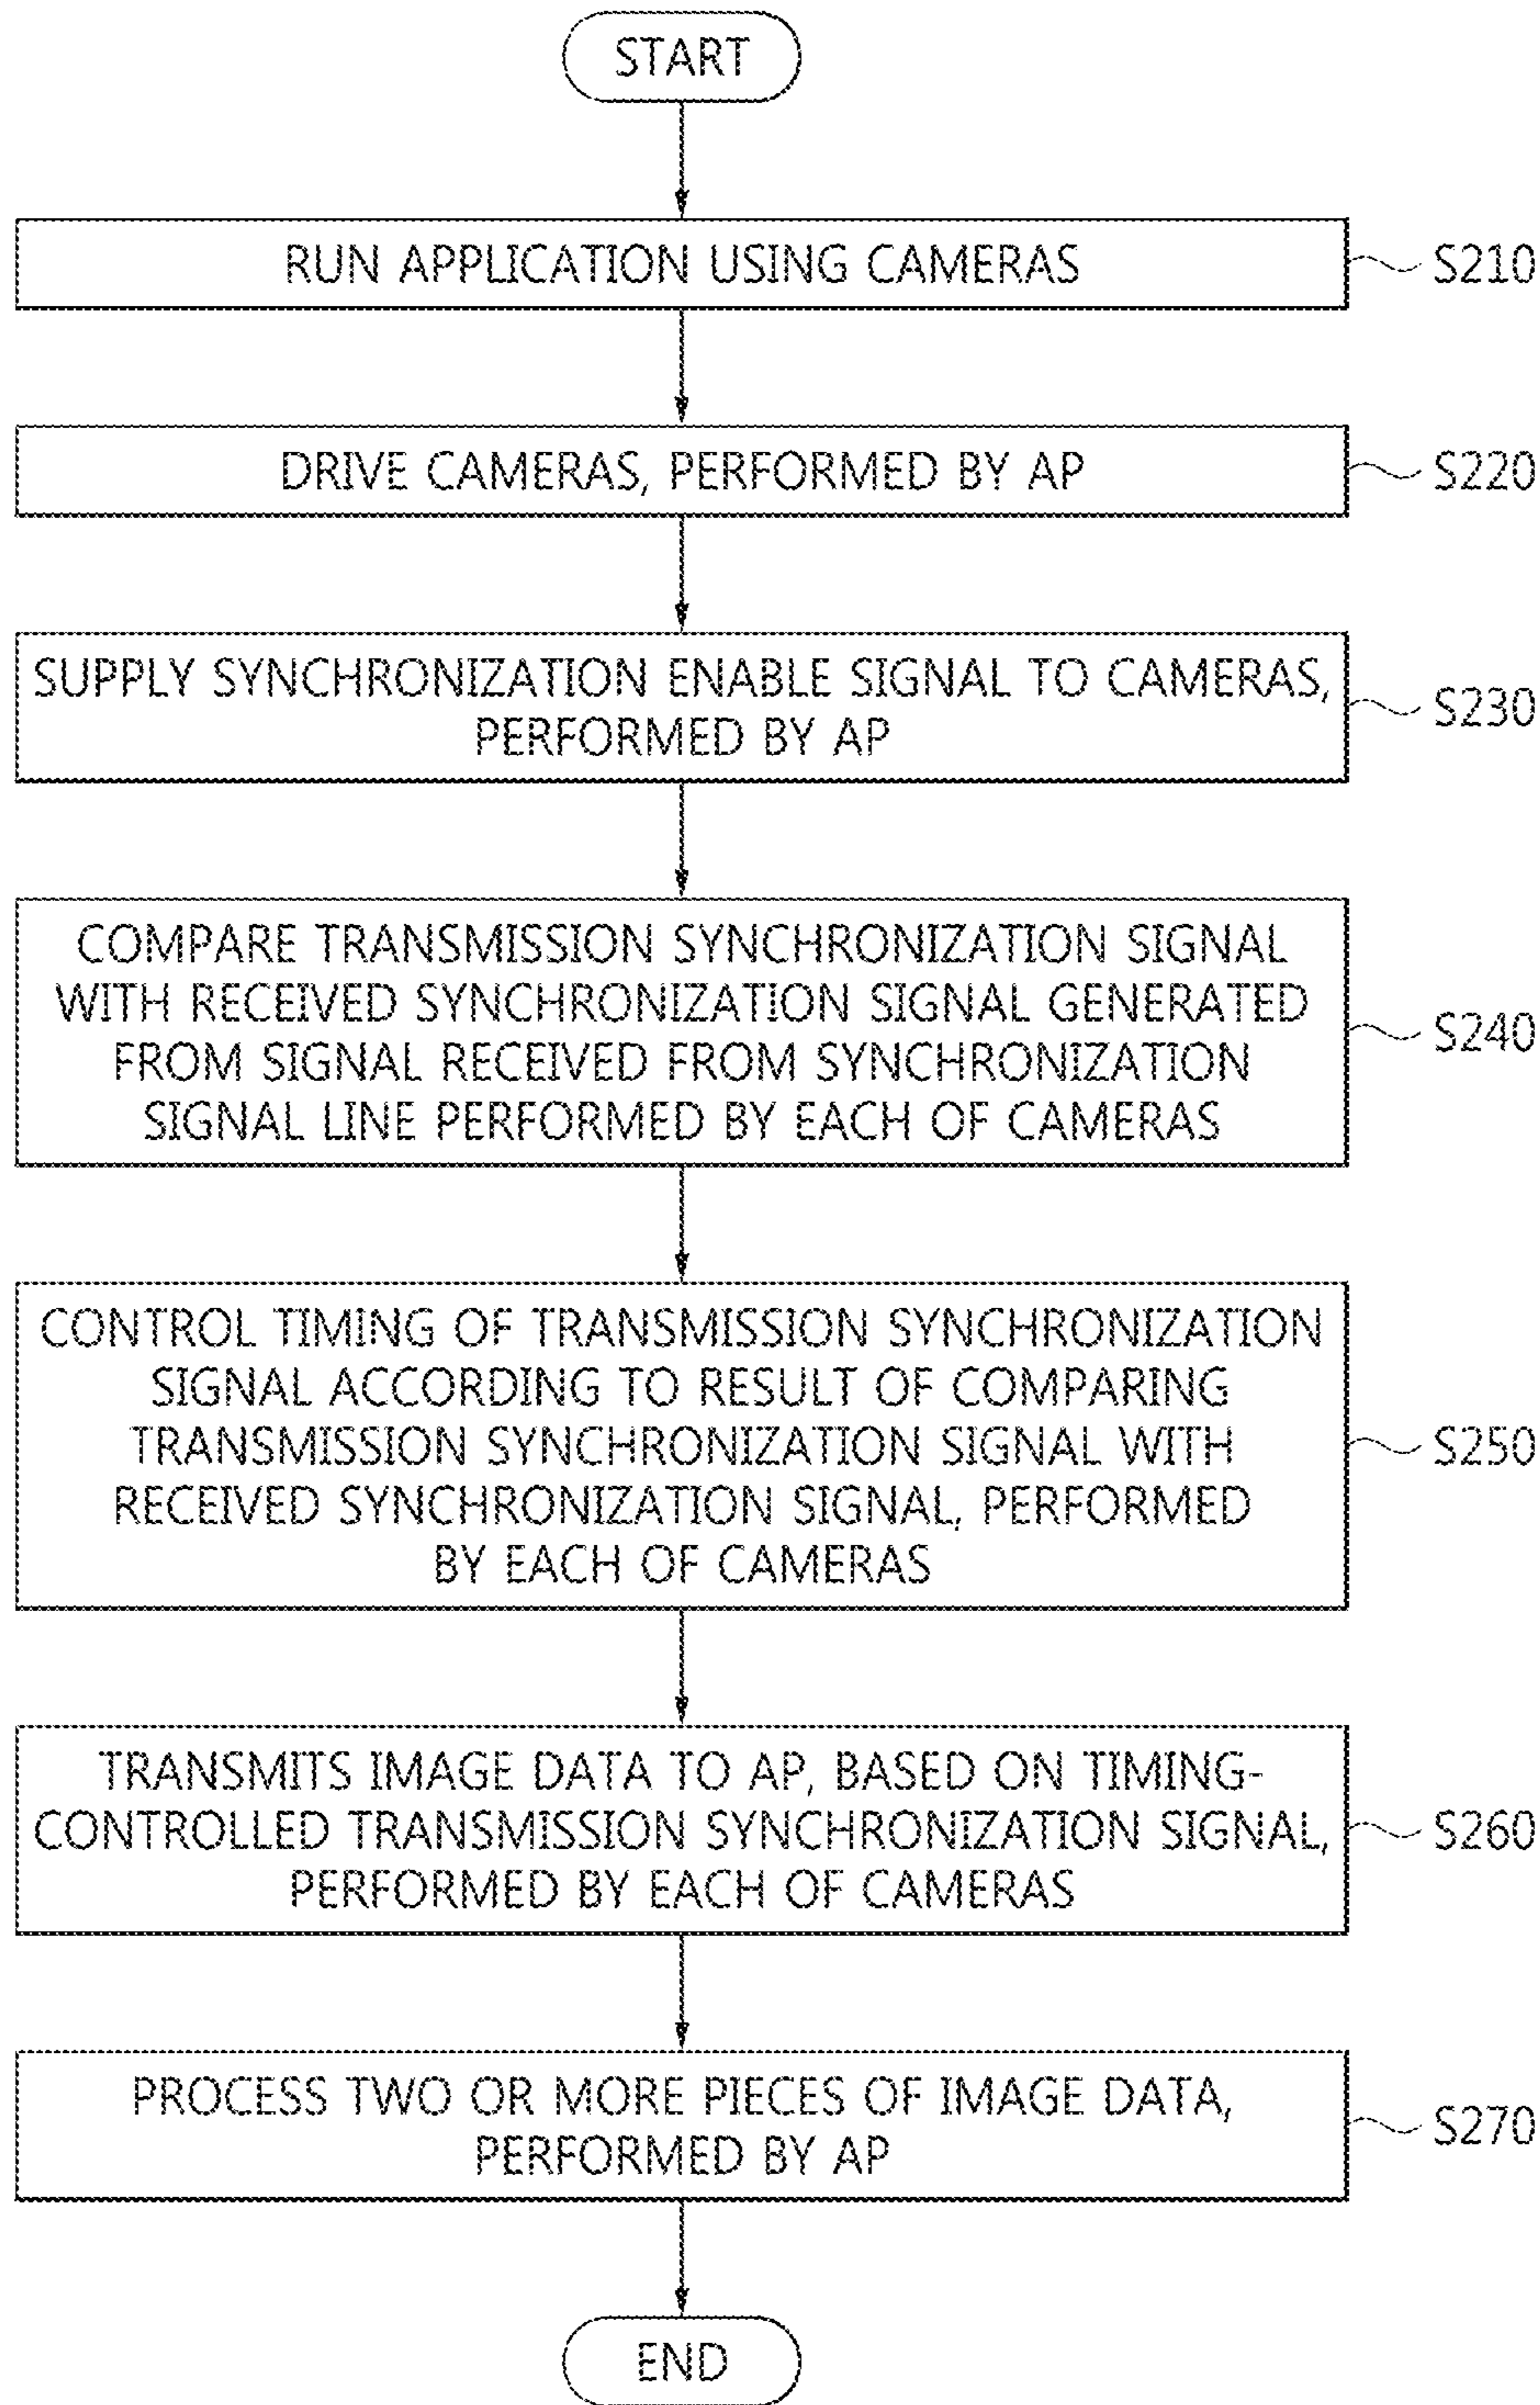 START
RUN APPLICATION USING CAMERAS
S210
DRIVE CAMERAS, PERFORMED BY AP
S220
SUPPLY SYNCHRONIZATION ENABLE SIGNAL TO CAMERAS,
PERFORMED BY AP
S230
COMPARE TRANSMISSION SYNCHRONIZATION SIGNAL
WITH RECEIVED SYNCHRONIZATION SIGNAL GENERATED
FROM SIGNAL RECEIVED FROM SYNCHRONIZATION
SIGNAL LINE PERFORMED BY EACH OF CAMERAS
S240
CONTROL TIMING OF TRANSMISSION SYNCHRONIZATION
SIGNAL ACCORDING TO RESULT OF COMPARING
TRANSMISSION SYNCHRONIZATION SIGNAL WITH
RECEIVED SYNCHRONIZATION SIGNAL, PERFORMED
BY EACH OF CAMERAS
S250
TRANSMITS IMAGE DATA TO AP, BASED ON TIMING-
CONTROLLED TRANSMISSION SYNCHRONIZATION SIGNAL,
PERFORMED BY EACH OF CAMERAS
S260
PROCESS TWO OR MORE PIECES OF IMAGE DATA,
PERFORMED BY AP
S270
END